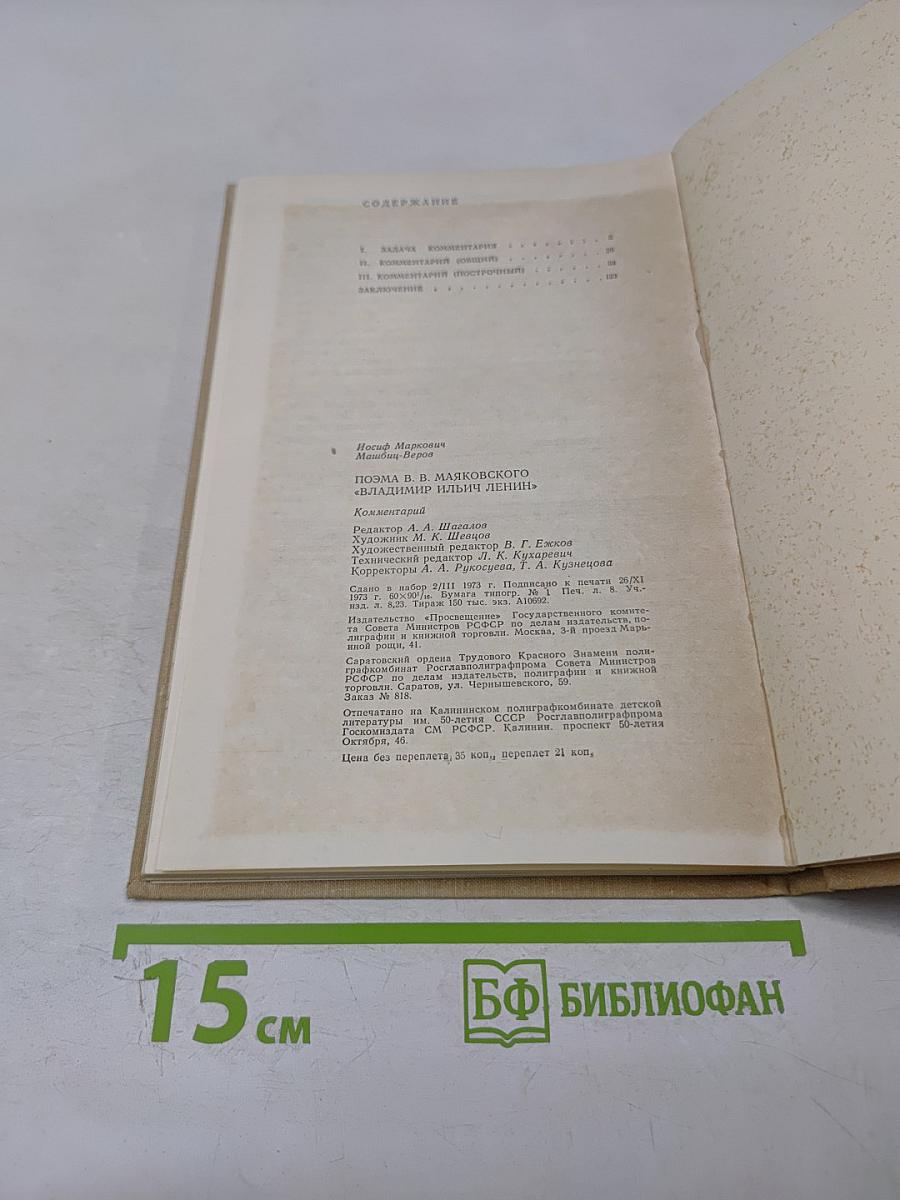 СОДЕРЖАНИЕ
I. ЗАДАЧА КОММЕНТАРИЯ . . . . . . .
II. КОММЕНТАРИЙ (ОБЩИЙ) . . . . . . .
III. КОММЕНТАРИЙ (ПОСТРОЧНЫЙ) . . . . .
ЗАКЛЮЧЕНИЕ . . . . . . . . . . . 123
Иосиф Маркович
Машбиц-Веров
ПОЭМА В. В. МАЯКОВСКОГО
«ВЛАДИМИР ИЛЬИЧ ЛЕНИН»
Комментарий
Редактор А. А. Шагалов
Художник М. К. Шевцов
Художественный редактор В. Г. Ежков
Технический редактор Л. К. Кухаревич
Корректоры А. А. Рукосуева, Т. А. Кузнецова
Сдано в набор 2/III 1973 г. Подписано к печати 26/XI
1973 г. 60×90¹/₁₆. Бумага типогр. № 1 Печ. л. 8. Уч.-
изд. л. 8,23. Тираж 150 тыс. экз. А10692.
Издательство «Просвещение» Государственного комите-
та Совета Министров РСФСР по делам издательств, по-
лиграфии и книжной торговли. Москва, 3-й проезд Марь-
иной рощи, 41.
Саратовский ордена Трудового Красного Знамени поли-
графкомбинат Росглавполиграфпрома Совета Министров
РСФСР по делам издательств, полиграфии и книжной
торговли. Саратов, ул. Чернышевского, 59.
Заказ № 818.
Отпечатано на Калининском полиграфкомбинате детской
литературы им. 50-летия СССР Росглавполиграфпрома
Госкомиздата СМ РСФСР. Калинин. проспект 50-летия
Октября, 46.
Цена без переплета 35 коп., переплет 21 коп.
15 см
БФ БИБЛИОФАН